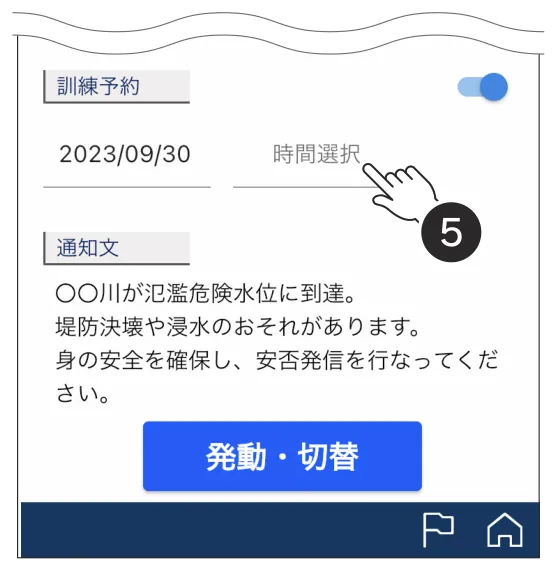 訓練予約
2023/09/30
時間選択
5
通知文
〇〇川が氾濫危険水位に到達。
堤防決壊や浸水のおそれがあります。
身の安全を確保し、安否発信を行なってくだ
さい。
発動・切替